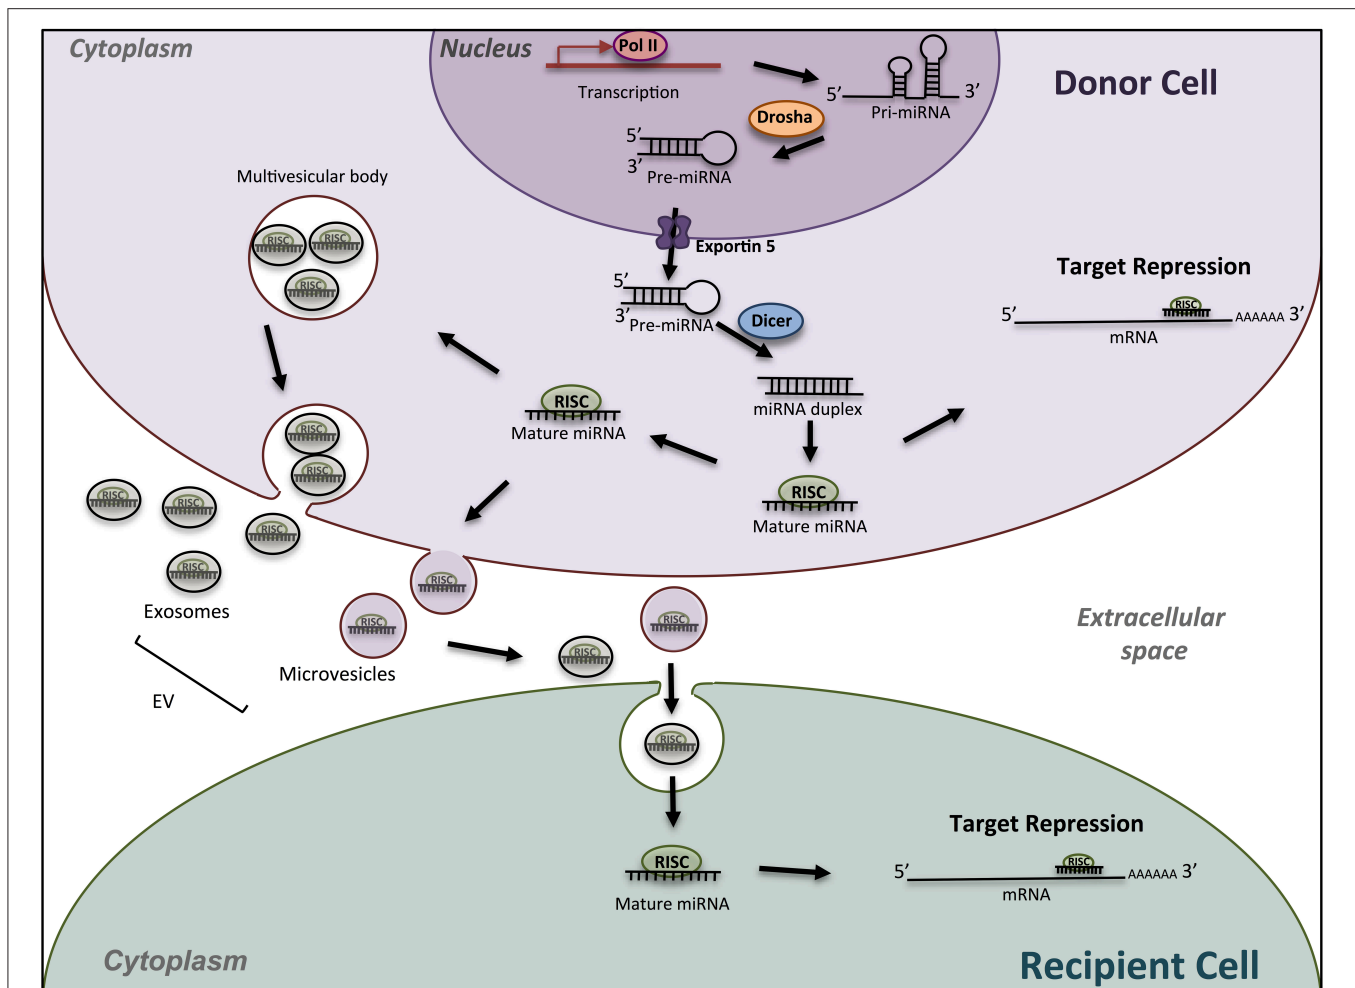 Cytoplasm
Nucleus
Pol II
Donor Cell
Transcription
5’
3’
Pri-miRNA
Drosha
5’
3’
Pre-miRNA
Multivesicular body
RISC
RISC
RISC
Exportin 5
Target Repression
5’
3’
Pre-miRNA
Dicer
RISC
5’
AAAAAA 3’
mRNA
miRNA duplex
RISC
Mature miRNA
RISC
RISC
RISC
Mature miRNA
RISC
RISC
RISC
RISC
Exosomes
RISC
RISC
RISC
Microvesicles
RISC
Extracellular
space
EV
RISC
Target Repression
RISC
Mature miRNA
RISC
5’
AAAAAA 3’
mRNA
Cytoplasm
Recipient Cell